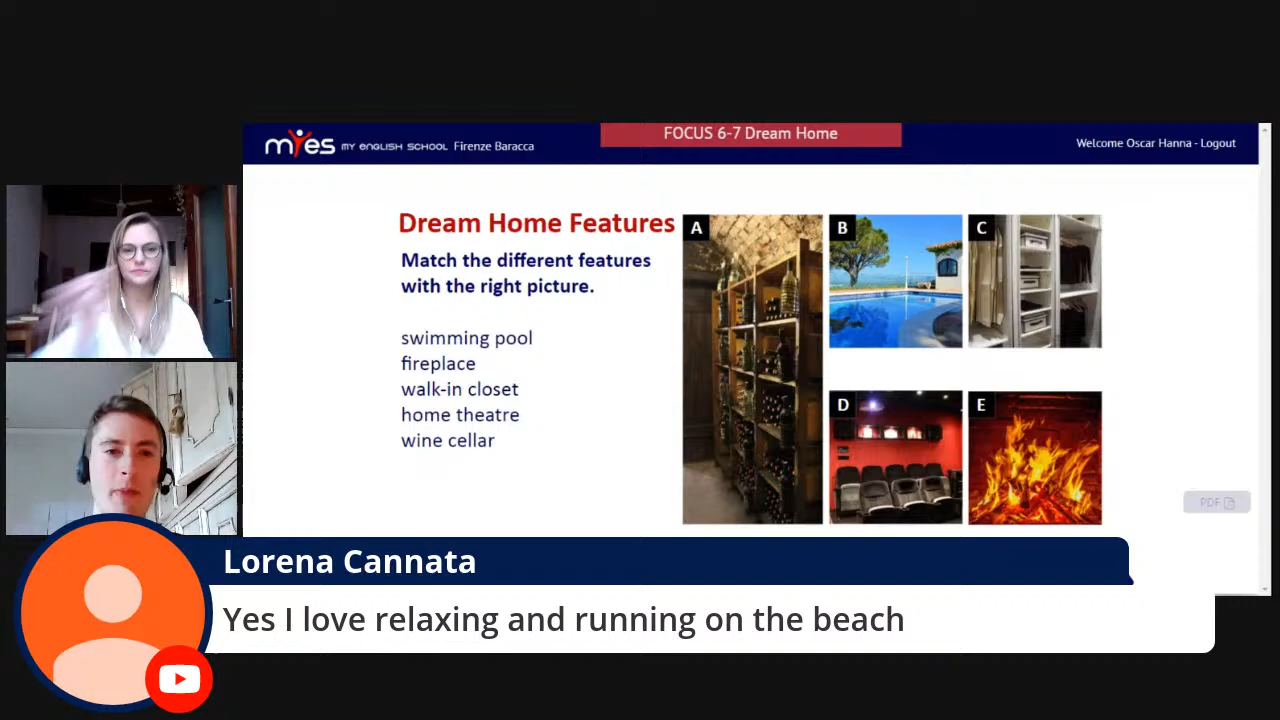 FOCUS 6-7 Dream Home
myes MY ENGLISH SCHOOL Firenze Baracca
Welcome Oscar Hanna - Logout
Dream Home Features
Match the different features
with the right picture.
swimming pool
fireplace
walk-in closet
home theatre
wine cellar
A
B
C
D
E
PDF
Lorena Cannata
Yes I love relaxing and running on the beach